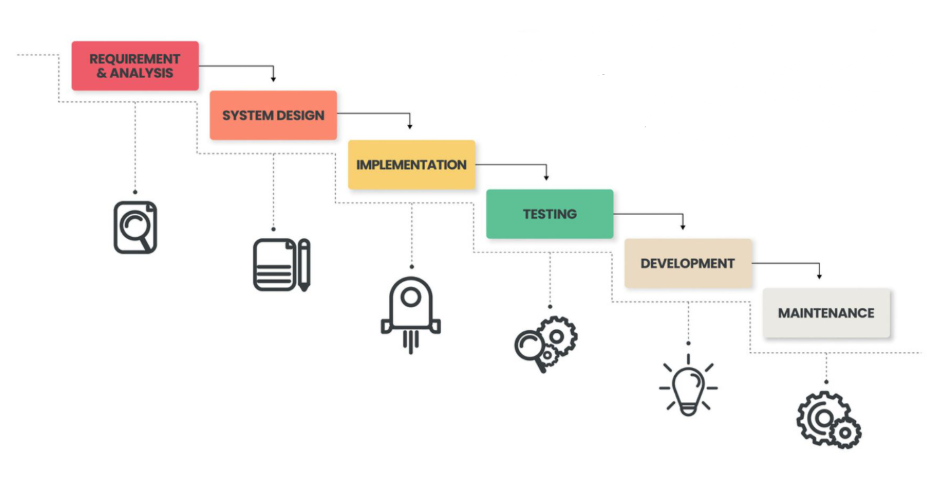 REQUIREMENT
& ANALYSIS
SYSTEM DESIGN
IMPLEMENTATION
TESTING
DEVELOPMENT
MAINTENANCE